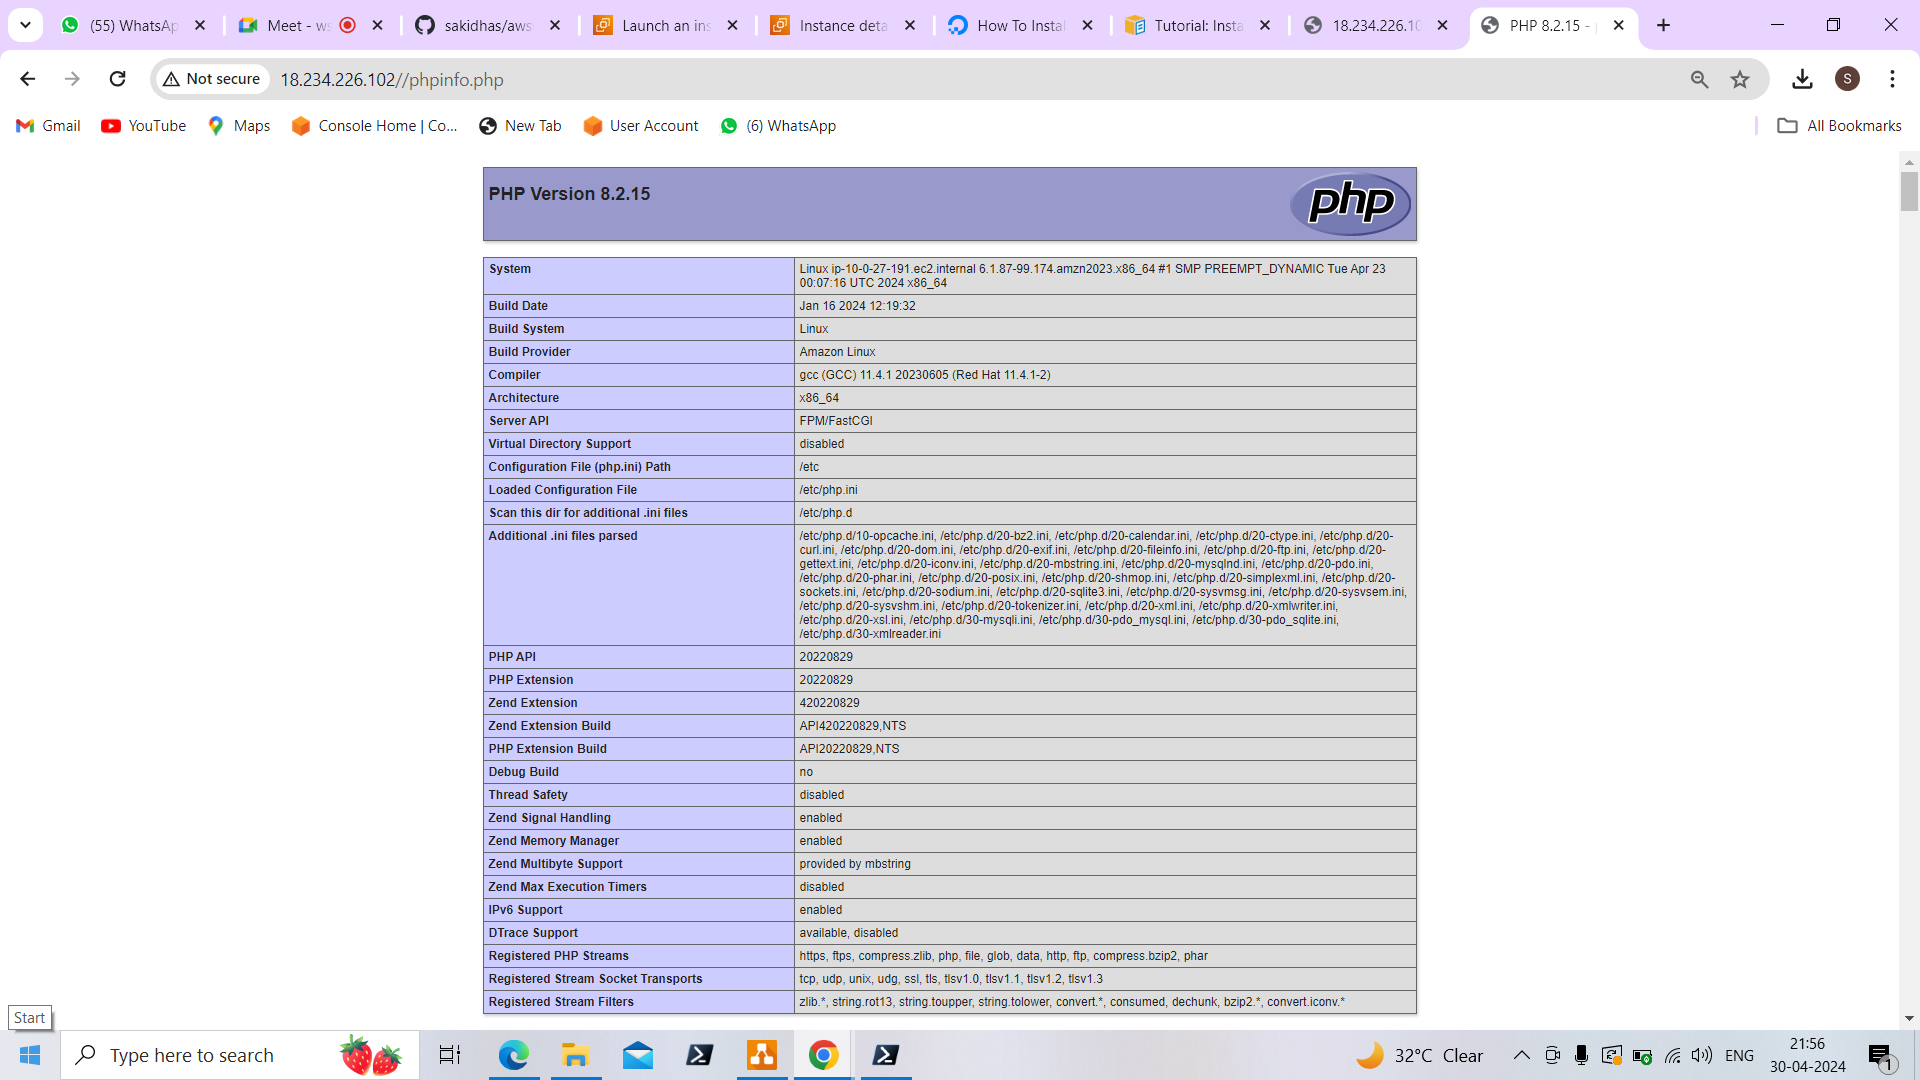 (55) WhatsAp
Meet - ws
sakidhas/aws
Launch an ins
Instance deta
How To Instal
Tutorial: Insta
18.234.226.10
PHP 8.2.15 - p
Not secure
18.234.226.102//phpinfo.php
S
Gmail
YouTube
Maps
Console Home | Co...
New Tab
User Account
(6) WhatsApp
All Bookmarks
PHP Version 8.2.15
php
System
Linux ip-10-0-27-191.ec2.internal 6.1.87-99.174.amzn2023.x86_64 #1 SMP PREEMPT_DYNAMIC Tue Apr 23
00:07:16 UTC 2024 x86_64
Build Date
Jan 16 2024 12:19:32
Build System
Linux
Build Provider
Amazon Linux
Compiler
gcc (GCC) 11.4.1 20230605 (Red Hat 11.4.1-2)
Architecture
x86_64
Server API
FPM/FastCGI
Virtual Directory Support
disabled
Configuration File (php.ini) Path
/etc
Loaded Configuration File
/etc/php.ini
Scan this dir for additional .ini files
/etc/php.d
Additional .ini files parsed
/etc/php.d/10-opcache.ini, /etc/php.d/20-bz2.ini, /etc/php.d/20-calendar.ini, /etc/php.d/20-ctype.ini, /etc/php.d/20-
curl.ini, /etc/php.d/20-dom.ini, /etc/php.d/20-exif.ini, /etc/php.d/20-fileinfo.ini, /etc/php.d/20-ftp.ini, /etc/php.d/20-
gettext.ini, /etc/php.d/20-iconv.ini, /etc/php.d/20-mbstring.ini, /etc/php.d/20-mysqlnd.ini, /etc/php.d/20-pdo.ini,
/etc/php.d/20-phar.ini, /etc/php.d/20-posix.ini, /etc/php.d/20-shmop.ini, /etc/php.d/20-simplexml.ini, /etc/php.d/20-
sockets.ini, /etc/php.d/20-sodium.ini, /etc/php.d/20-sqlite3.ini, /etc/php.d/20-sysvmsg.ini, /etc/php.d/20-sysvsem.ini,
/etc/php.d/20-sysvshm.ini, /etc/php.d/20-tokenizer.ini, /etc/php.d/20-xml.ini, /etc/php.d/20-xmlwriter.ini,
/etc/php.d/20-xsl.ini, /etc/php.d/30-mysqli.ini, /etc/php.d/30-pdo_mysql.ini, /etc/php.d/30-pdo_sqlite.ini,
/etc/php.d/30-xmlreader.ini
PHP API
20220829
PHP Extension
20220829
Zend Extension
420220829
Zend Extension Build
API420220829,NTS
PHP Extension Build
API20220829,NTS
Debug Build
no
Thread Safety
disabled
Zend Signal Handling
enabled
Zend Memory Manager
enabled
Zend Multibyte Support
provided by mbstring
Zend Max Execution Timers
disabled
IPv6 Support
enabled
DTrace Support
available, disabled
Registered PHP Streams
https, ftps, compress.zlib, php, file, glob, data, http, ftp, compress.bzip2, phar
Registered Stream Socket Transports
tcp, udp, unix, udg, ssl, tls, tlsv1.0, tlsv1.1, tlsv1.2, tlsv1.3
Registered Stream Filters
zlib.*, string.rot13, string.toupper, string.tolower, convert.*, consumed, dechunk, bzip2.*, convert.iconv.*
Start
Type here to search
32°C Clear
ENG
21:56
30-04-2024
1